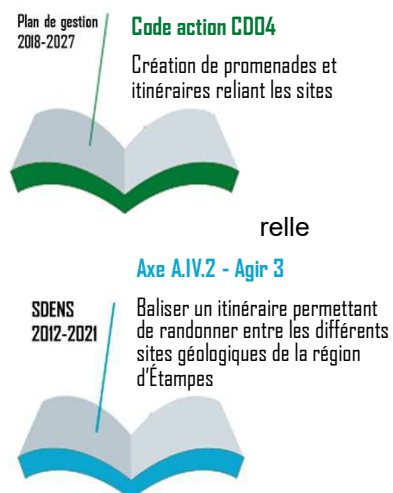 Plan de gestion
2018-2027
Code action CD04
Création de promenades et
itinéraires reliant les sites
relle
Axe A.IV.2 - Agir 3
SDENS
2012-2021
Baliser un itinéraire permettant
de randonner entre les différents
sites géologiques de la région
d'Étampes